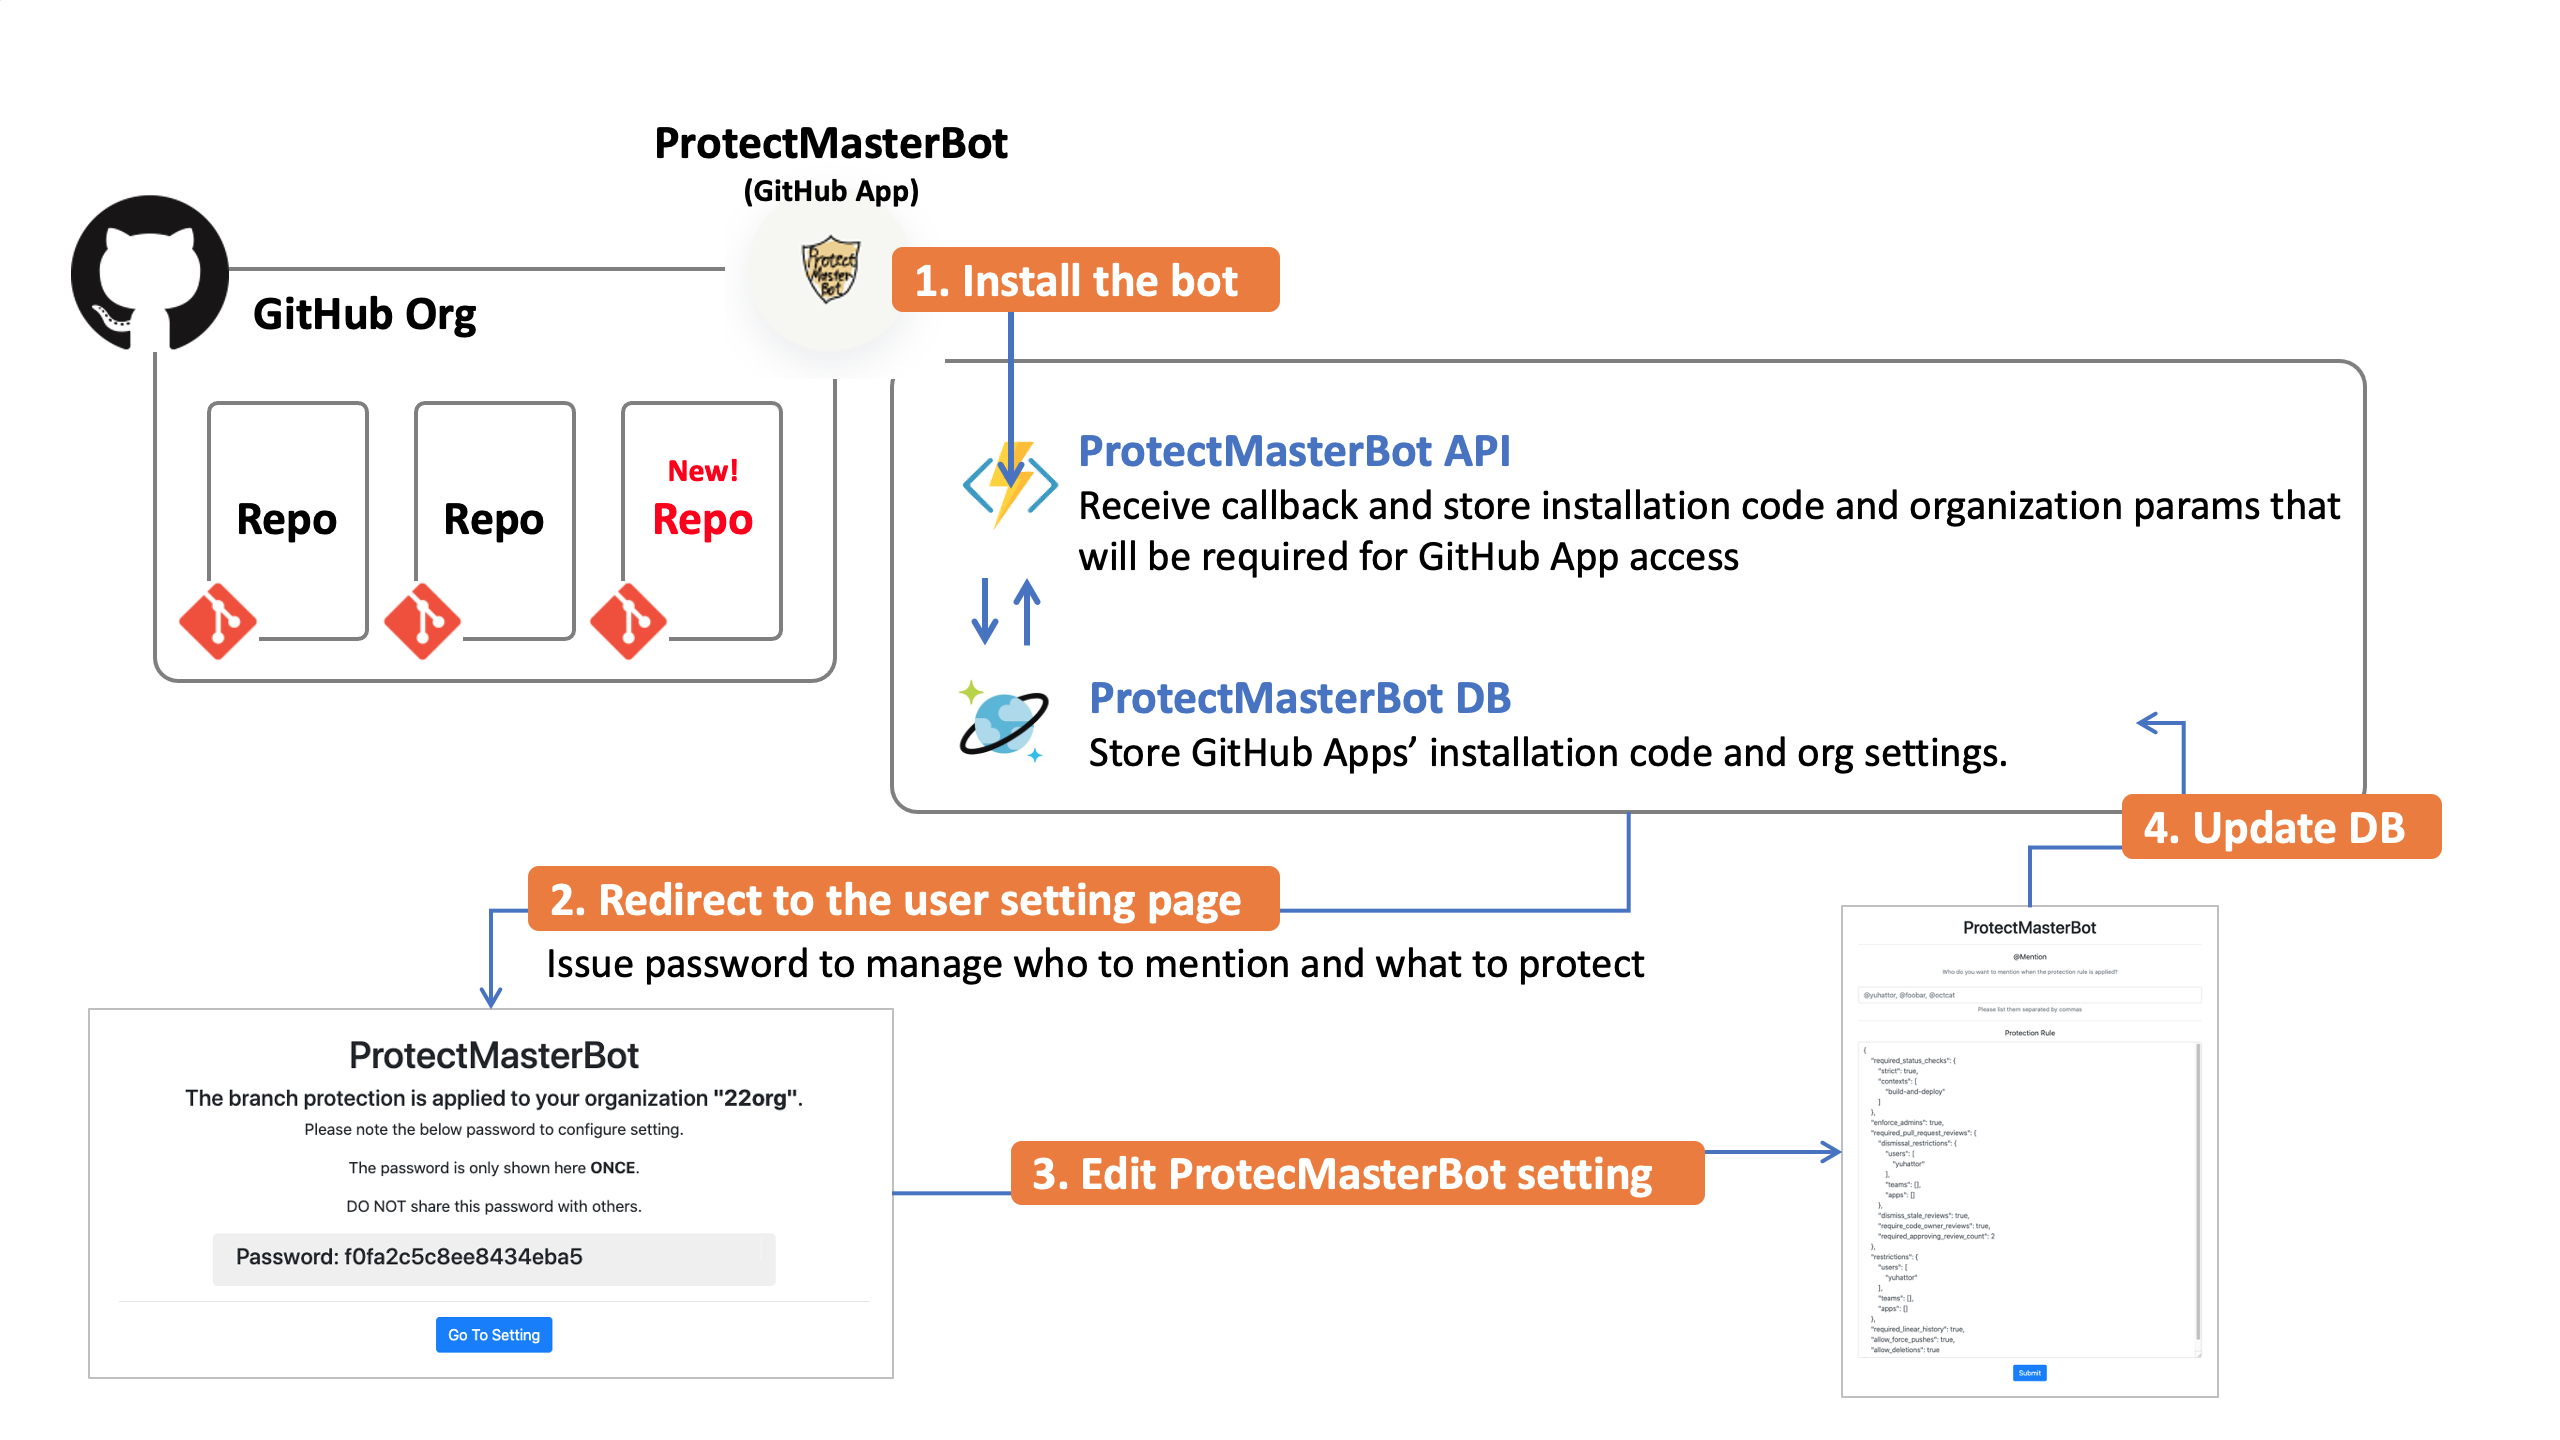 ProtectMasterBot
(GitHub App)
Protect
Master
Bot
1. Install the bot
GitHub Org
Repo
Repo
New!
Repo
ProtectMasterBot API
Receive callback and store installation code and organization params that
will be required for GitHub App access
ProtectMasterBot DB
Store GitHub Apps’ installation code and org settings.
4. Update DB
2. Redirect to the user setting page
Issue password to manage who to mention and what to protect
ProtectMasterBot
The branch protection is applied to your organization "22org".
Please note the below password to configure setting.
The password is only shown here ONCE.
DO NOT share this password with others.
Password: f0fa2c5c8ee8434eba5
Go To Setting
3. Edit ProtecMasterBot setting
ProtectMasterBot
@Mention
Who do you want to mention when the protection rule is applied?
@yuhattor, @foobar, @octcat
Please list them separated by commas
Protection Rule
{
"required_status_checks": {
"strict": true,
"contexts": [
"build-and-deploy"
]
},
"enforce_admins": true,
"required_pull_request_reviews": {
"dismissal_restrictions": {
"users": [
"yuhattor"
],
"teams": [],
"apps": []
},
"dismiss_stale_reviews": true,
"require_code_owner_reviews": true,
"required_approving_review_count": 2
},
"restrictions": {
"users": [
"yuhattor"
],
"teams": [],
"apps": []
},
"required_linear_history": true,
"allow_force_pushes": true,
"allow_deletions": true
Submit